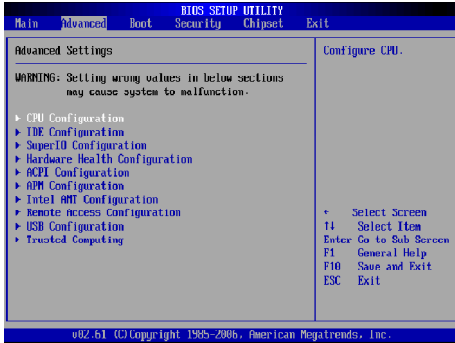 BIOS SETUP UTILITY
Main Advanced Boot Security Chipset Exit
Advanced Settings
WARNING: Setting wrong values in below sections
may cause system to malfunction.
▶ CPU Configuration
▶ IDE Configuration
▶ SuperIO Configuration
▶ Hardware Health Configuration
▶ ACPI Configuration
▶ APM Configuration
▶ Intel AMT Configuration
▶ Remote Access Configuration
▶ USB Configuration
▶ Trusted Computing
Configure CPU.
← Select Screen
↑↓ Select Item
Enter Go to Sub Screen
F1 General Help
F10 Save and Exit
ESC Exit
v02.61 (C)Copyright 1985-2006, American Megatrends, Inc.